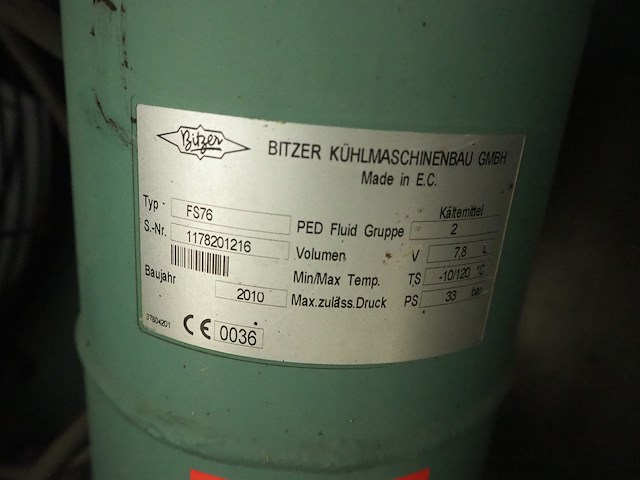 Bitzer
BITZER KÜHLMASCHINENBAU GMBH
Made in E.C.
Typ FS76
S.-Nr. 1178201216
Baujahr 2010
Kältemittel
PED Fluid Gruppe 2
Volumen V 7,8 L
Min/Max Temp. TS -10/120 °C
Max.zuläss.Druck PS 33 bar
37604201
CE 0036